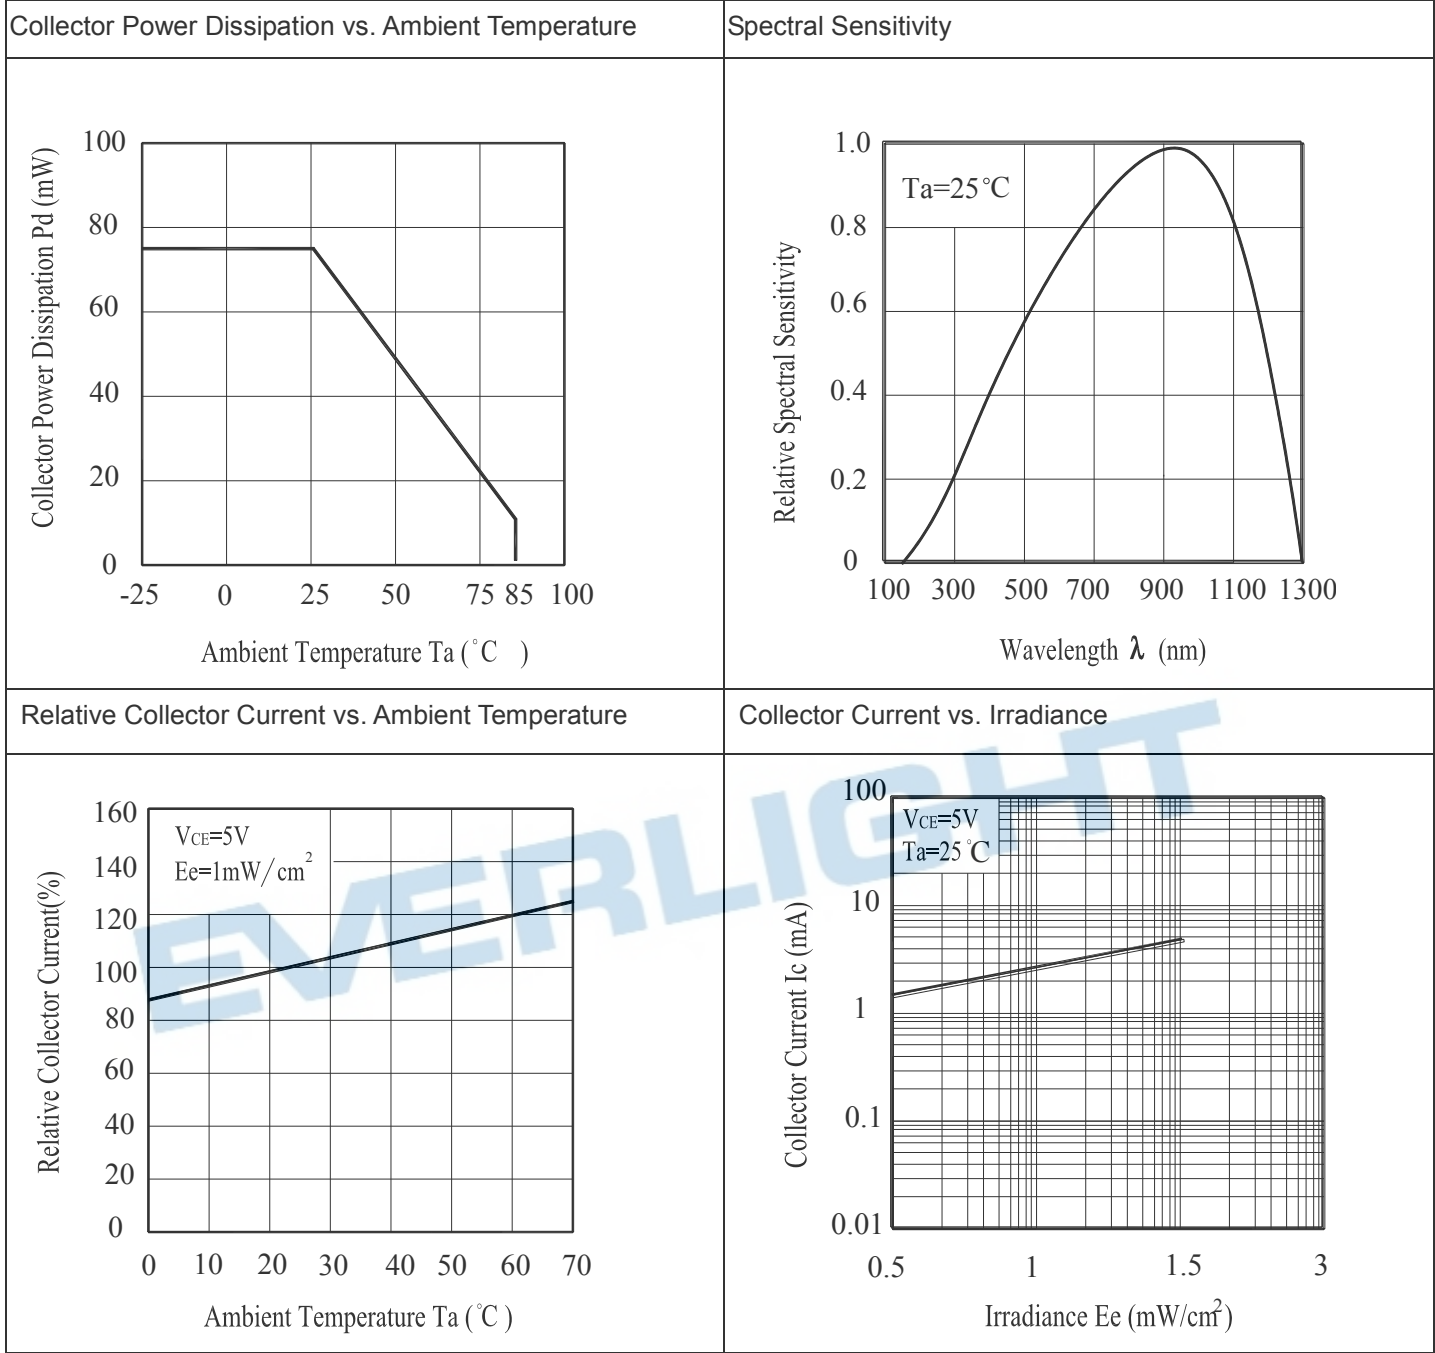 Collector Power Dissipation vs. Ambient Temperature
Collector Power Dissipation Pd (mW)
100
80
60
40
20
0
-25 0 25 50 75 85 100
Ambient Temperature Ta (°C )
Spectral Sensitivity
Relative Spectral Sensitivity
1.0
0.8
0.6
0.4
0.2
0
Ta=25°C
100 300 500 700 900 1100 1300
Wavelength λ (nm)
Relative Collector Current vs. Ambient Temperature
Relative Collector Current(%)
160
140
120
100
80
60
40
20
0
VCE=5V
Ee=1mW/cm²
0 10 20 30 40 50 60 70
Ambient Temperature Ta (°C)
Collector Current vs. Irradiance
Collector Current Ic (mA)
100
10
1
0.1
0.01
VCE=5V
Ta=25°C
0.5 1 1.5 3
Irradiance Ee (mW/cm²)
EVERLIGHT